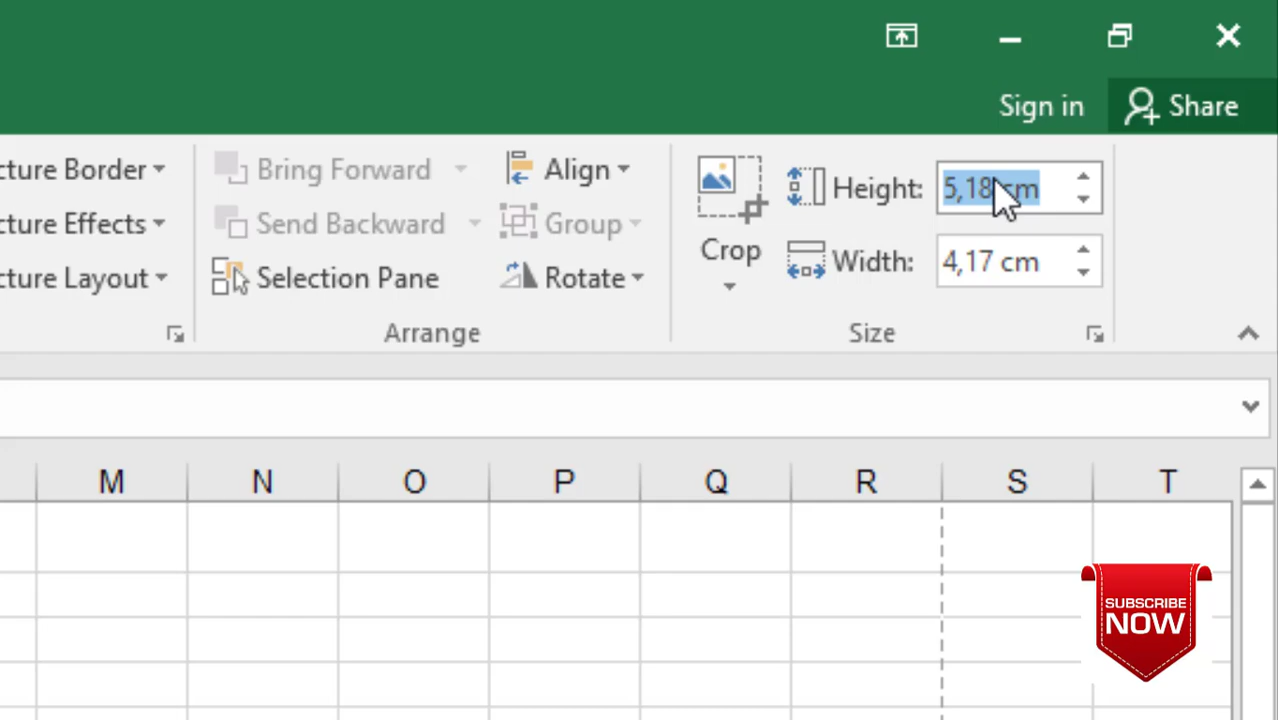 Sign in
Share
cture Border
Bring Forward
Align
Height: 5,18 cm
cture Effects
Send Backward
Group
Crop
Width: 4,17 cm
cture Layout
Selection Pane
Rotate
Arrange
Size
M N O P Q R S T
SUBSCRIBE
NOW